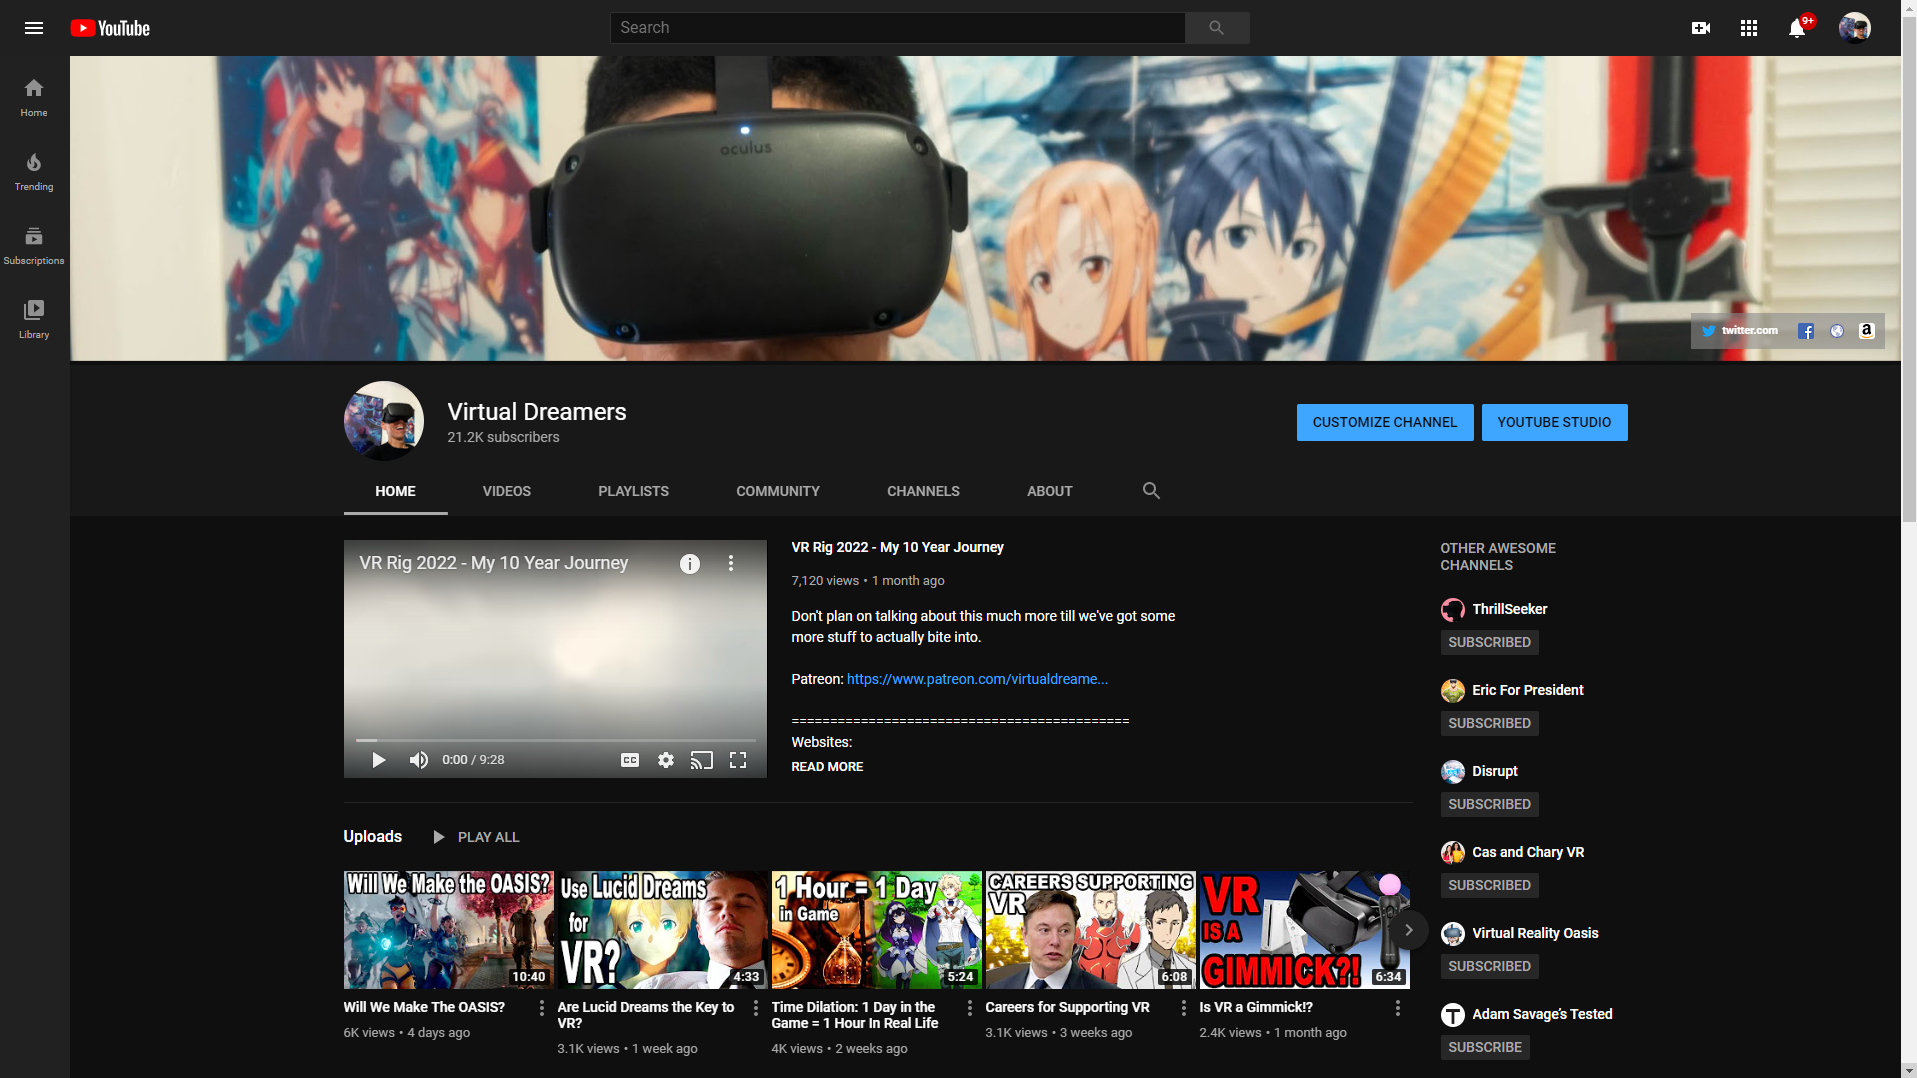 YouTube
Search
9+
Home
Trending
Subscriptions
Library
oculus
twitter.com
Virtual Dreamers
21.2K subscribers
CUSTOMIZE CHANNEL
YOUTUBE STUDIO
HOME
VIDEOS
PLAYLISTS
COMMUNITY
CHANNELS
ABOUT
VR Rig 2022 - My 10 Year Journey
0:00 / 9:28
CC
VR Rig 2022 - My 10 Year Journey
7,120 views • 1 month ago
Don't plan on talking about this much more till we've got some
more stuff to actually bite into.
Patreon: https://www.patreon.com/virtualdreame...
============================================
Websites:
READ MORE
Uploads
PLAY ALL
Will We Make the OASIS?
10:40
Will We Make The OASIS?
6K views • 4 days ago
Use Lucid Dreams
for
VR?
4:33
Are Lucid Dreams the Key to
VR?
3.1K views • 1 week ago
1 Hour = 1 Day
in Game
5:24
Time Dilation: 1 Day in the
Game = 1 Hour In Real Life
4K views • 2 weeks ago
CAREERS SUPPORTING
VR
6:08
Careers for Supporting VR
3.1K views • 3 weeks ago
VR
IS A
GIMMICK?!
6:34
Is VR a Gimmick!?
2.4K views • 1 month ago
OTHER AWESOME
CHANNELS
ThrillSeeker
SUBSCRIBED
Eric For President
SUBSCRIBED
Disrupt
SUBSCRIBED
Cas and Chary VR
SUBSCRIBED
Virtual Reality Oasis
SUBSCRIBED
Adam Savage's Tested
SUBSCRIBE